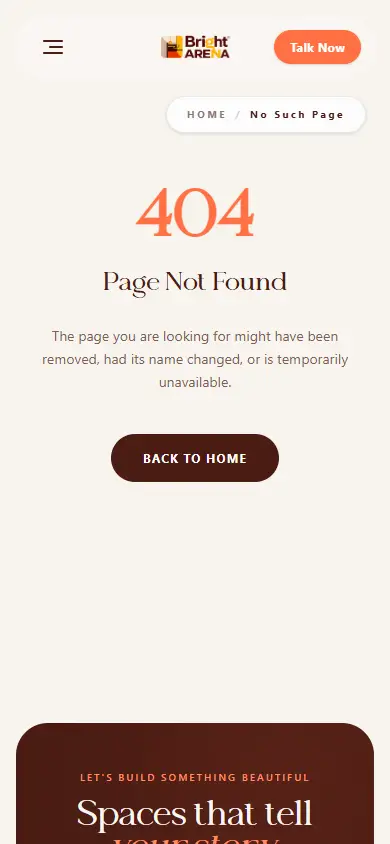 Bright
ARENA
Talk Now
HOME / No Such Page
404
Page Not Found
The page you are looking for might have been
removed, had its name changed, or is temporarily
unavailable.
BACK TO HOME
LET'S BUILD SOMETHING BEAUTIFUL
Spaces that tell
your story